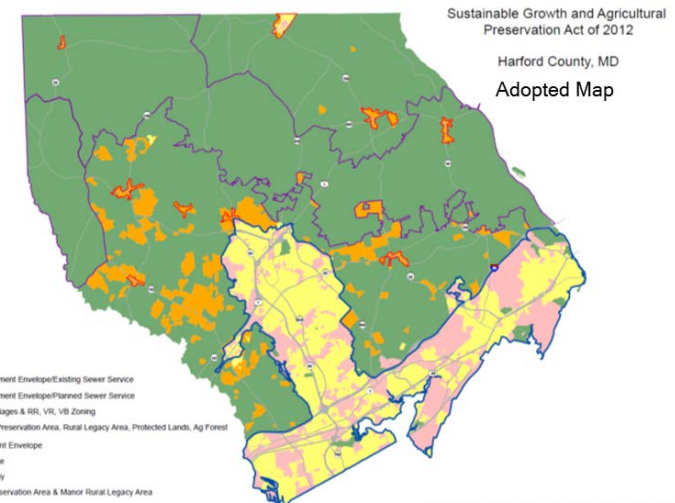 Sustainable Growth and Agricultural
Preservation Act of 2012
Harford County, MD
Adopted Map
ment Envelope/Existing Sewer Service
ment Envelope/Planned Sewer Service
ages & RR, VR, VB Zoning
Preservation Area, Rural Legacy Area, Protected Lands, Ag Forest
nt Envelope
e
y
servation Area & Manor Rural Legacy Area